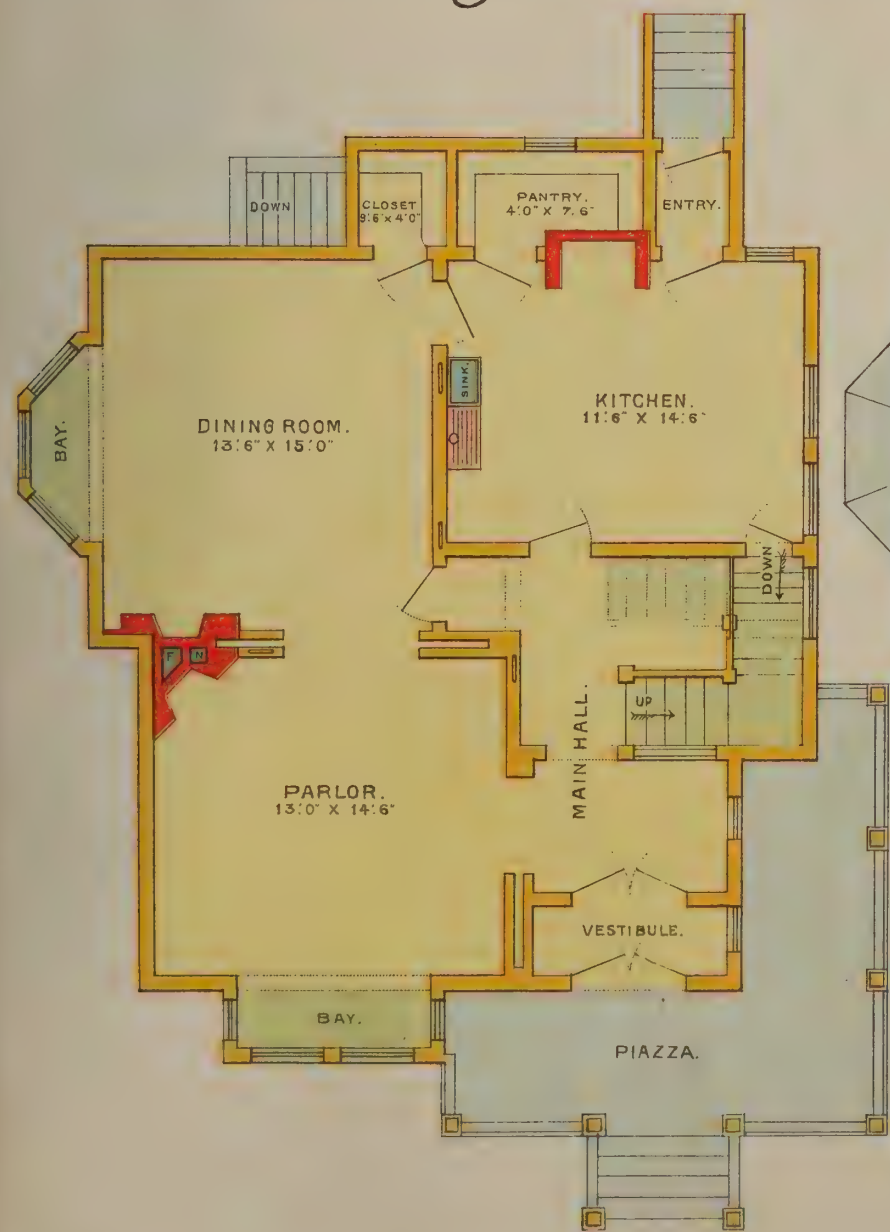 DOWN
CLOSET
9'.6" x 4'.0"
PANTRY.
4'.0" X 7'.6"
ENTRY.
DINING ROOM.
13'.6" X 15'.0"
BAY.
SINK.
KITCHEN.
11'.6" X 14'.6"
DOWN
F
N
UP
MAIN HALL.
PARLOR.
13'.0" X 14'.6"
VESTIBULE.
BAY.
PIAZZA.